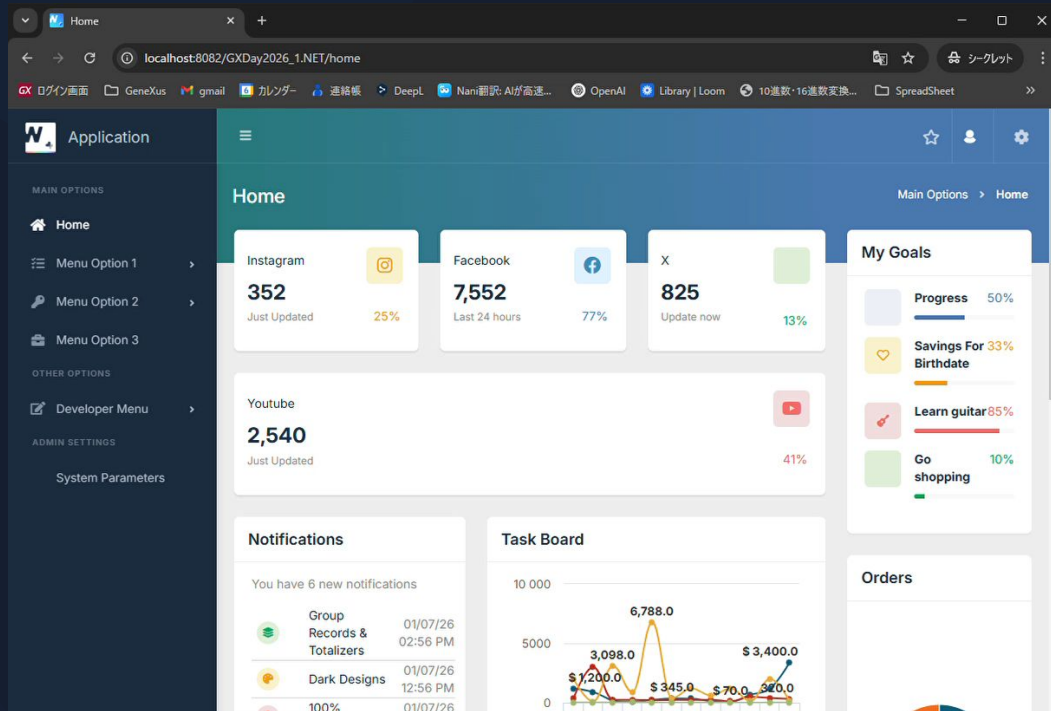 Home
localhost:8082/GXDay2026_1.NET/home
シークレット
ログイン画面 GeneXus gmail カレンダー 連絡帳 DeepL Nani翻訳: AIが高速... OpenAI Library | Loom 10進数・16進数変換... SpreadSheet
Application
MAIN OPTIONS
Home
Menu Option 1
Menu Option 2
Menu Option 3
OTHER OPTIONS
Developer Menu
ADMIN SETTINGS
System Parameters
Home
Main Options > Home
Instagram
352
Just Updated 25%
Facebook
7,552
Last 24 hours 77%
X
825
Update now 13%
Youtube
2,540
Just Updated 41%
My Goals
Progress 50%
Savings For 33%
Birthdate
Learn guitar 85%
Go 10%
shopping
Notifications
You have 6 new notifications
Group
Records &
Totalizers
01/07/26
02:56 PM
Dark Designs
01/07/26
12:56 PM
100%
01/07/26
Task Board
10 000
5000
0
6,788.0
3,098.0
$ 3,400.0
$ 1,200.0
$ 345.0
$ 70.0
320.0
Orders